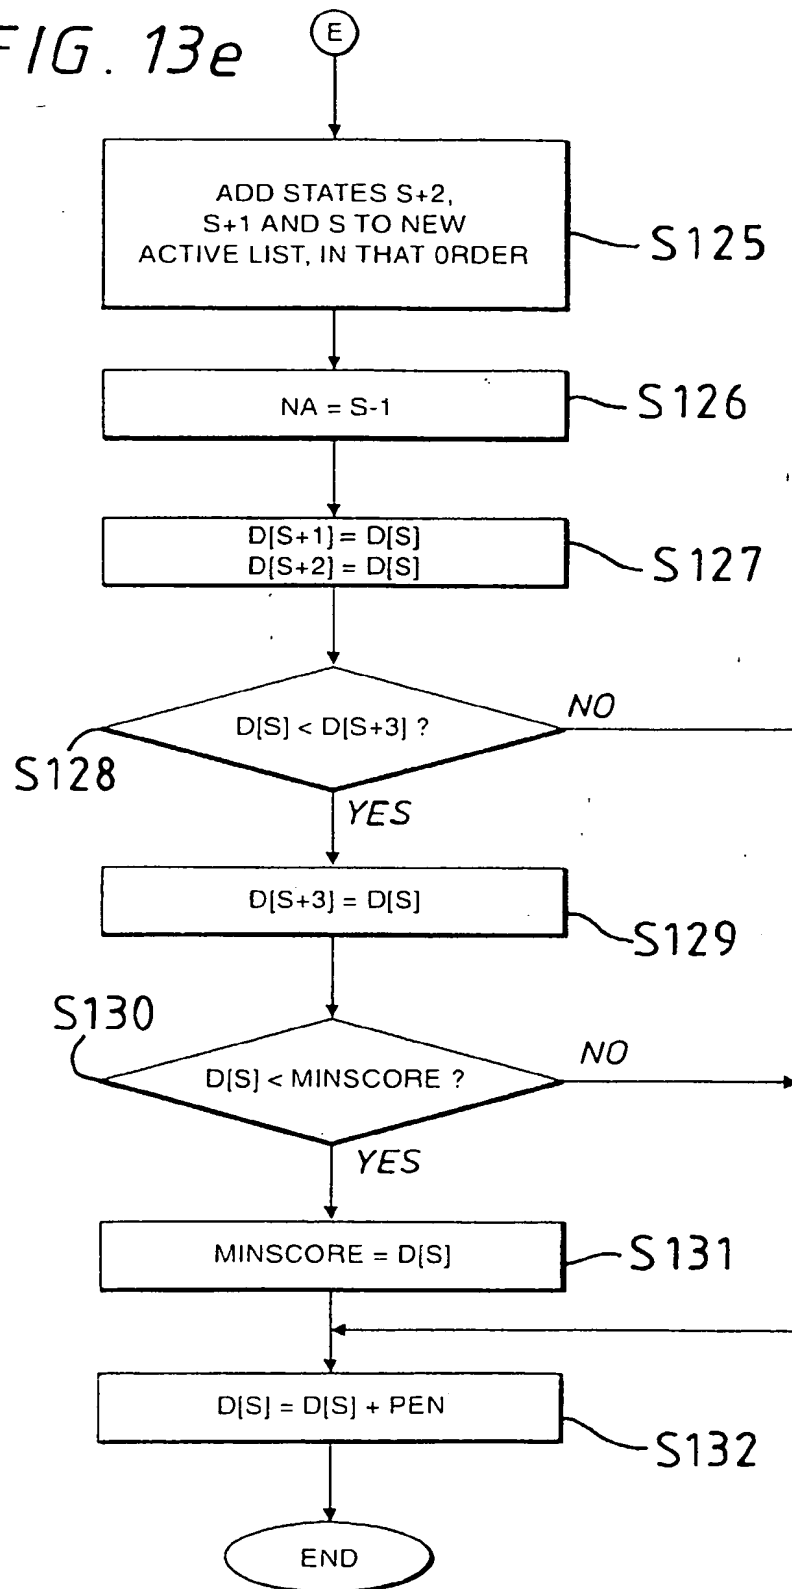 FIG. 13e
E
ADD STATES S+2,
S+1 AND S TO NEW
ACTIVE LIST, IN THAT ORDER
S125
NA = S-1
S126
D[S+1] = D[S]
D[S+2] = D[S]
S127
D[S] < D[S+3] ?
NO
S128
YES
D[S+3] = D[S]
S129
S130
D[S] < MINSCORE ?
NO
YES
MINSCORE = D[S]
S131
D[S] = D[S] + PEN
S132
END